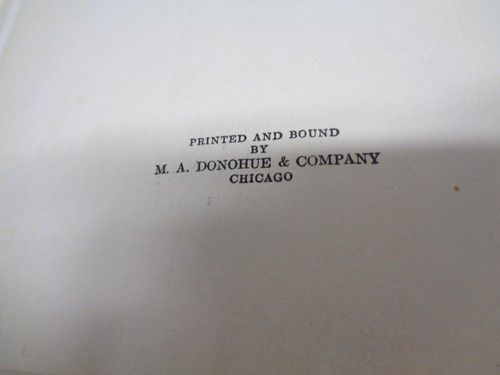 PRINTED AND BOUND
BY
M. A. DONOHUE & COMPANY
CHICAGO